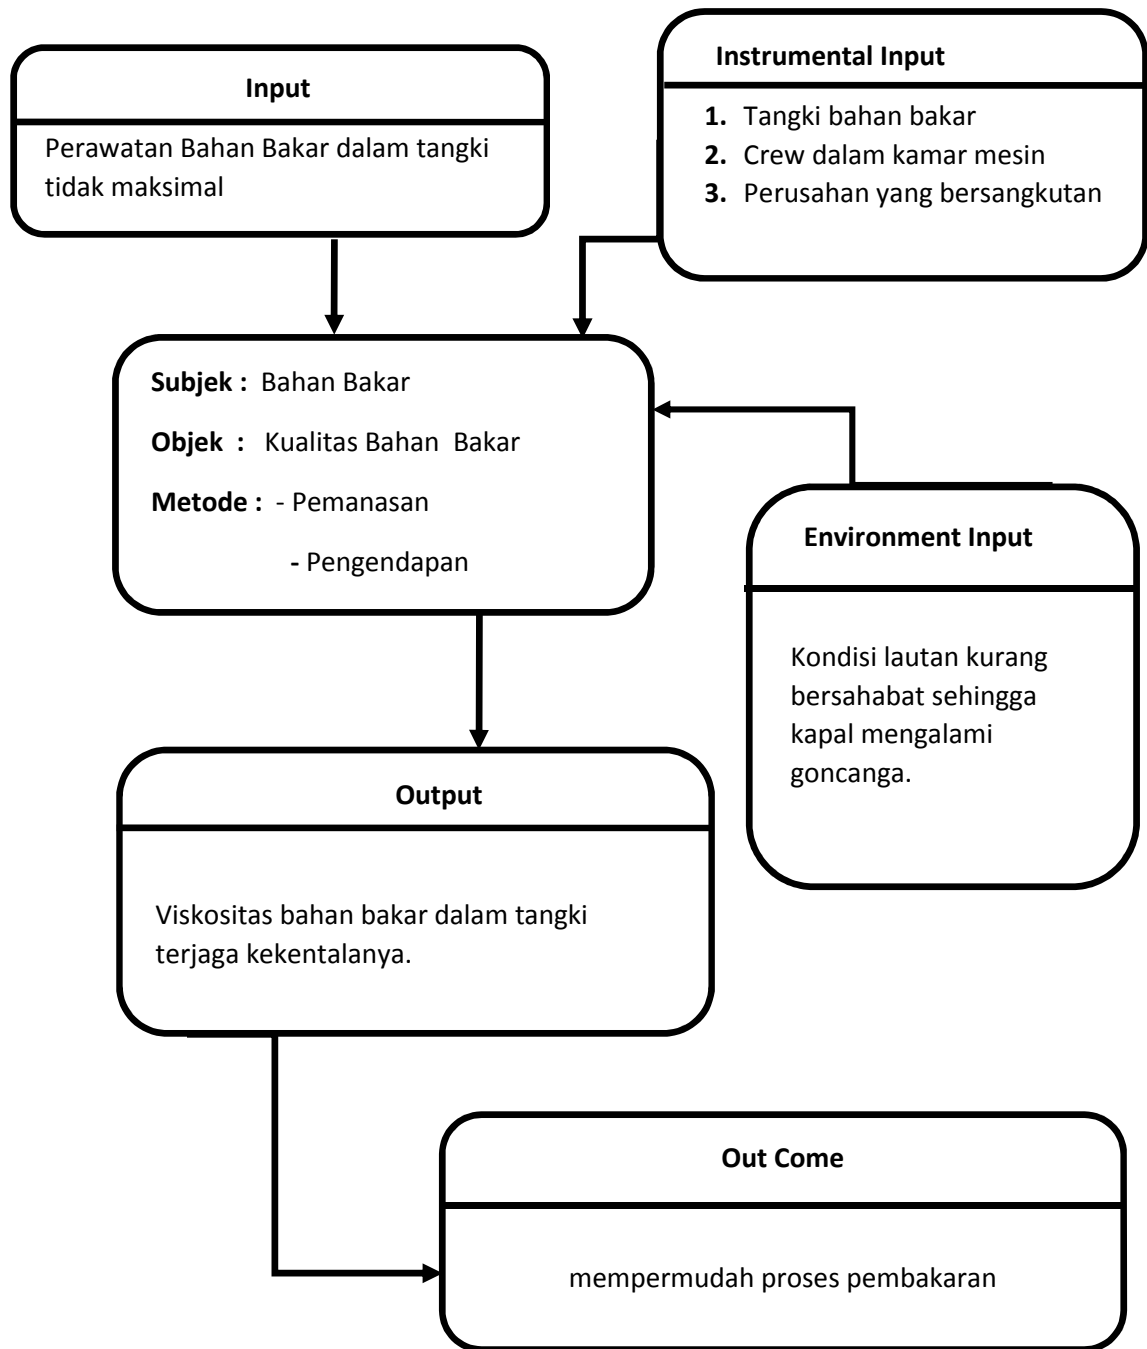 Input
Perawatan Bahan Bakar dalam tangki
tidak maksimal
Instrumental Input
1. Tangki bahan bakar
2. Crew dalam kamar mesin
3. Perusahan yang bersangkutan
Subjek : Bahan Bakar
Objek : Kualitas Bahan Bakar
Metode : - Pemanasan
- Pengendapan
Environment Input
Kondisi lautan kurang
bersahabat sehingga
kapal mengalami
goncanga.
Output
Viskositas bahan bakar dalam tangki
terjaga kekentalanya.
Out Come
mempermudah proses pembakaran